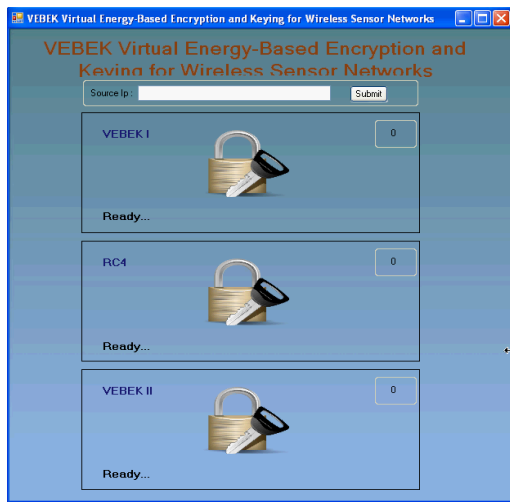 VEBEK Virtual Energy-Based Encryption and Keying for Wireless Sensor Networks
VEBEK Virtual Energy-Based Encryption and
Keying for Wireless Sensor Networks
Source Ip : Submit
VEBEK I 0
Ready...
RC4 0
Ready...
VEBEK II 0
Ready...